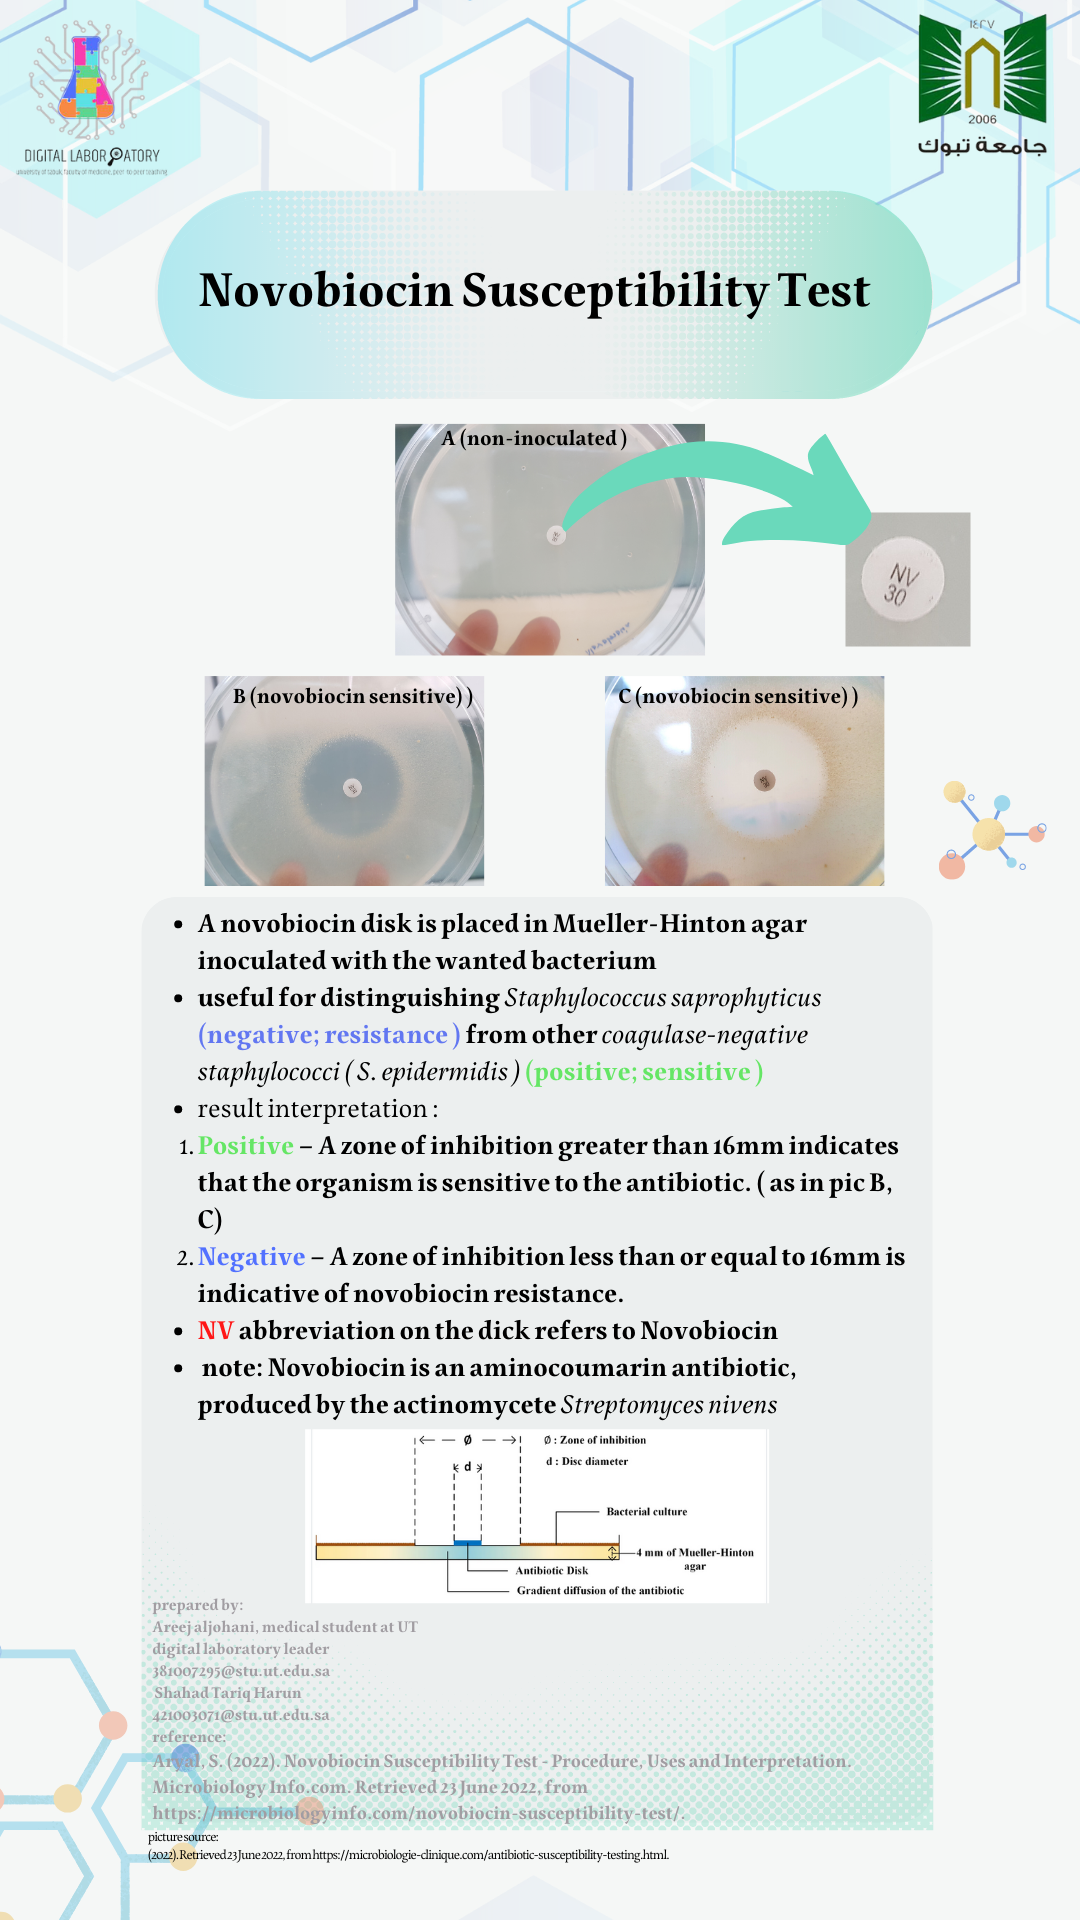 ١٤٢٧
2006
جامعة تبوك
DIGITAL LABORATORY
university of tabuk, faculty of medicine, peer-to-peer teaching
Novobiocin Susceptibility Test
A (non-inoculated )
NV
30
B (novobiocin sensitive) )
C (novobiocin sensitive) )
• A novobiocin disk is placed in Mueller-Hinton agar
inoculated with the wanted bacterium
• useful for distinguishing Staphylococcus saprophyticus
(negative; resistance ) from other coagulase-negative
staphylococci ( S. epidermidis ) (positive; sensitive )
• result interpretation :
1. Positive – A zone of inhibition greater than 16mm indicates
that the organism is sensitive to the antibiotic. ( as in pic B,
C)
2. Negative – A zone of inhibition less than or equal to 16mm is
indicative of novobiocin resistance.
• NV abbreviation on the dick refers to Novobiocin
• note: Novobiocin is an aminocoumarin antibiotic,
produced by the actinomycete Streptomyces nivens
Ø
Ø : Zone of inhibition
d
d : Disc diameter
Bacterial culture
4 mm of Mueller-Hinton
agar
Antibiotic Disk
Gradient diffusion of the antibiotic
prepared by:
Areej aljohani, medical student at UT
digital laboratory leader
381007295@stu.ut.edu.sa
Shahad Tariq Harun
421003071@stu.ut.edu.sa
reference:
Aryal, S. (2022). Novobiocin Susceptibility Test - Procedure, Uses and Interpretation.
Microbiology Info.com. Retrieved 23 June 2022, from
https://microbiologyinfo.com/novobiocin-susceptibility-test/.
picture source:
(2022). Retrieved 23 June 2022, from https://microbiologie-clinique.com/antibiotic-susceptibility-testing.html.